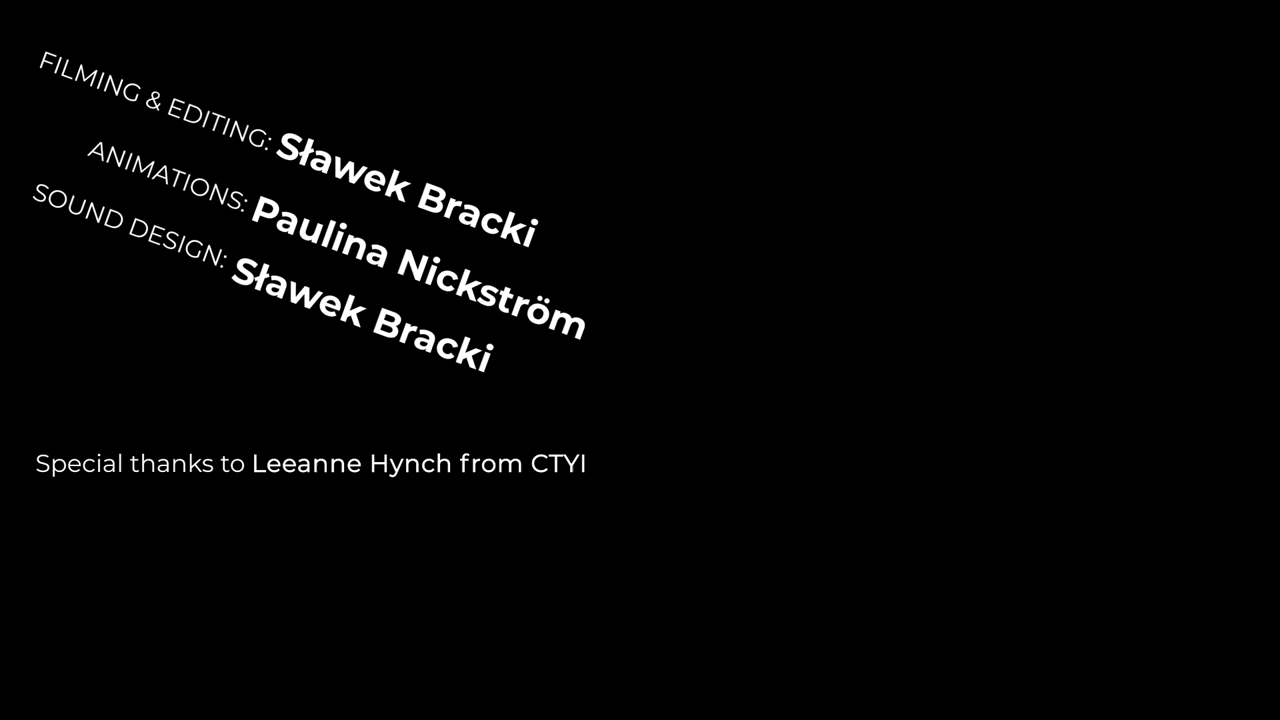 FILMING & EDITING: Sławek Bracki
ANIMATIONS: Paulina Nickström
SOUND DESIGN: Sławek Bracki
Special thanks to Leeanne Hynch from CTYI